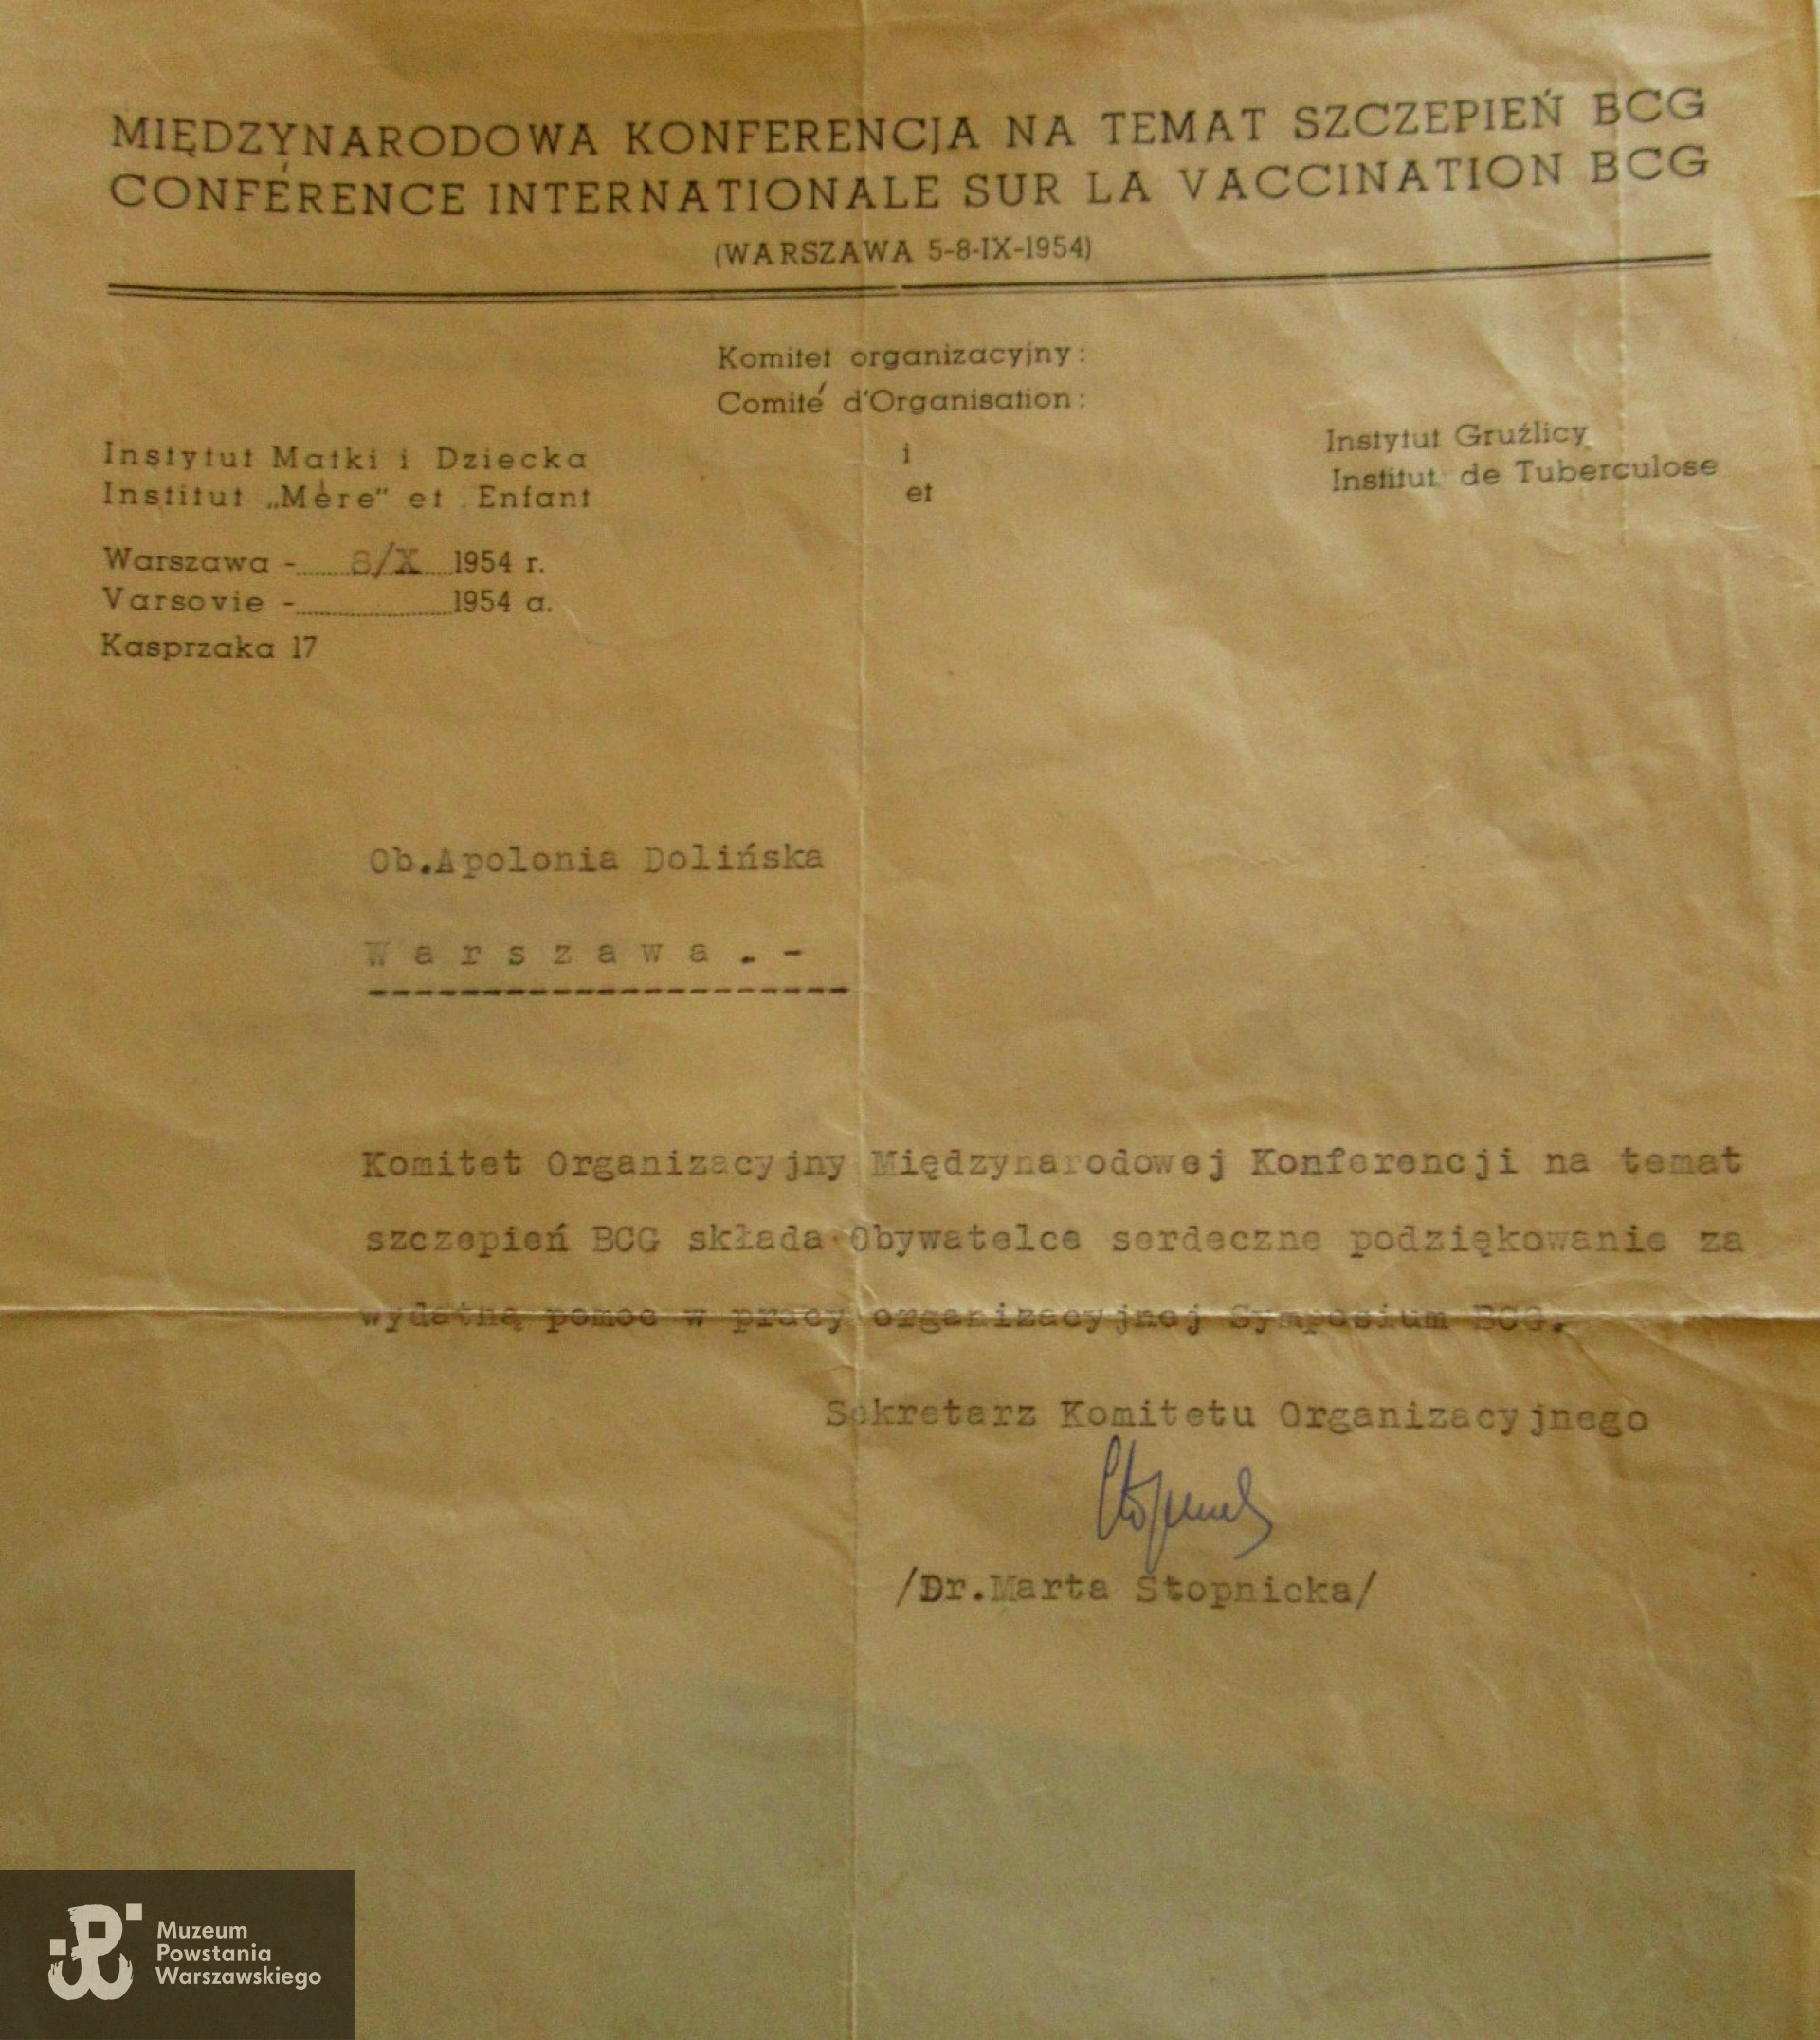 MIĘDZYNARODOWA KONFERENCJA NA TEMAT SZCZEPIEŃ BCG
CONFÉRENCE INTERNATIONALE SUR LA VACCINATION BCG
(WARSZAWA 5-8-IX-1954)
Komitet organizacyjny:
Comité d'Organisation:
Instytut Matki i Dziecka i Instytut Gruźlicy
Institut „Mère" et Enfant et Institut de Tuberculose
Warszawa - 8/X 1954 r.
Varsovie - 1954 a.
Kasprzaka 17
Ob.Apolonia Dolińska
Warszawa.-
Komitet Organizacyjny Międzynarodowej Konferencji na temat
szczepień BCG składa Obywatelce serdeczne podziękowanie za
wydatną pomoc w pracy organizacyjnej Symposium BCG.
Sekretarz Komitetu Organizacyjnego
/Dr.Marta Stopnicka/
Muzeum
Powstania
Warszawskiego